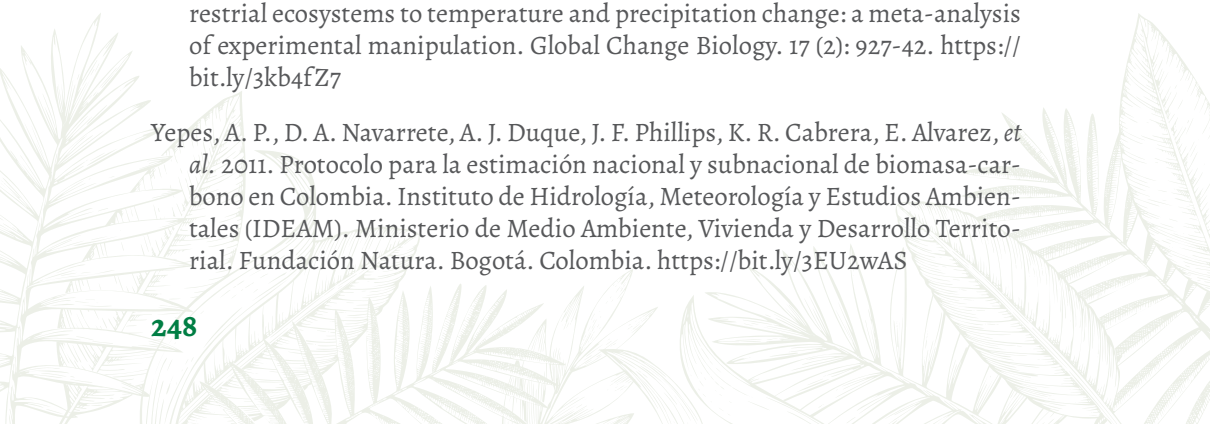 restrial ecosystems to temperature and precipitation change: a meta-analysis
of experimental manipulation. Global Change Biology. 17 (2): 927-42. https://
bit.ly/3kb4fZ7
Yepes, A. P., D. A. Navarrete, A. J. Duque, J. F. Phillips, K. R. Cabrera, E. Alvarez, et
al. 2011. Protocolo para la estimación nacional y subnacional de biomasa-car-
bono en Colombia. Instituto de Hidrología, Meteorología y Estudios Ambien-
tales (IDEAM). Ministerio de Medio Ambiente, Vivienda y Desarrollo Territo-
rial. Fundación Natura. Bogotá. Colombia. https://bit.ly/3EU2wAS
248